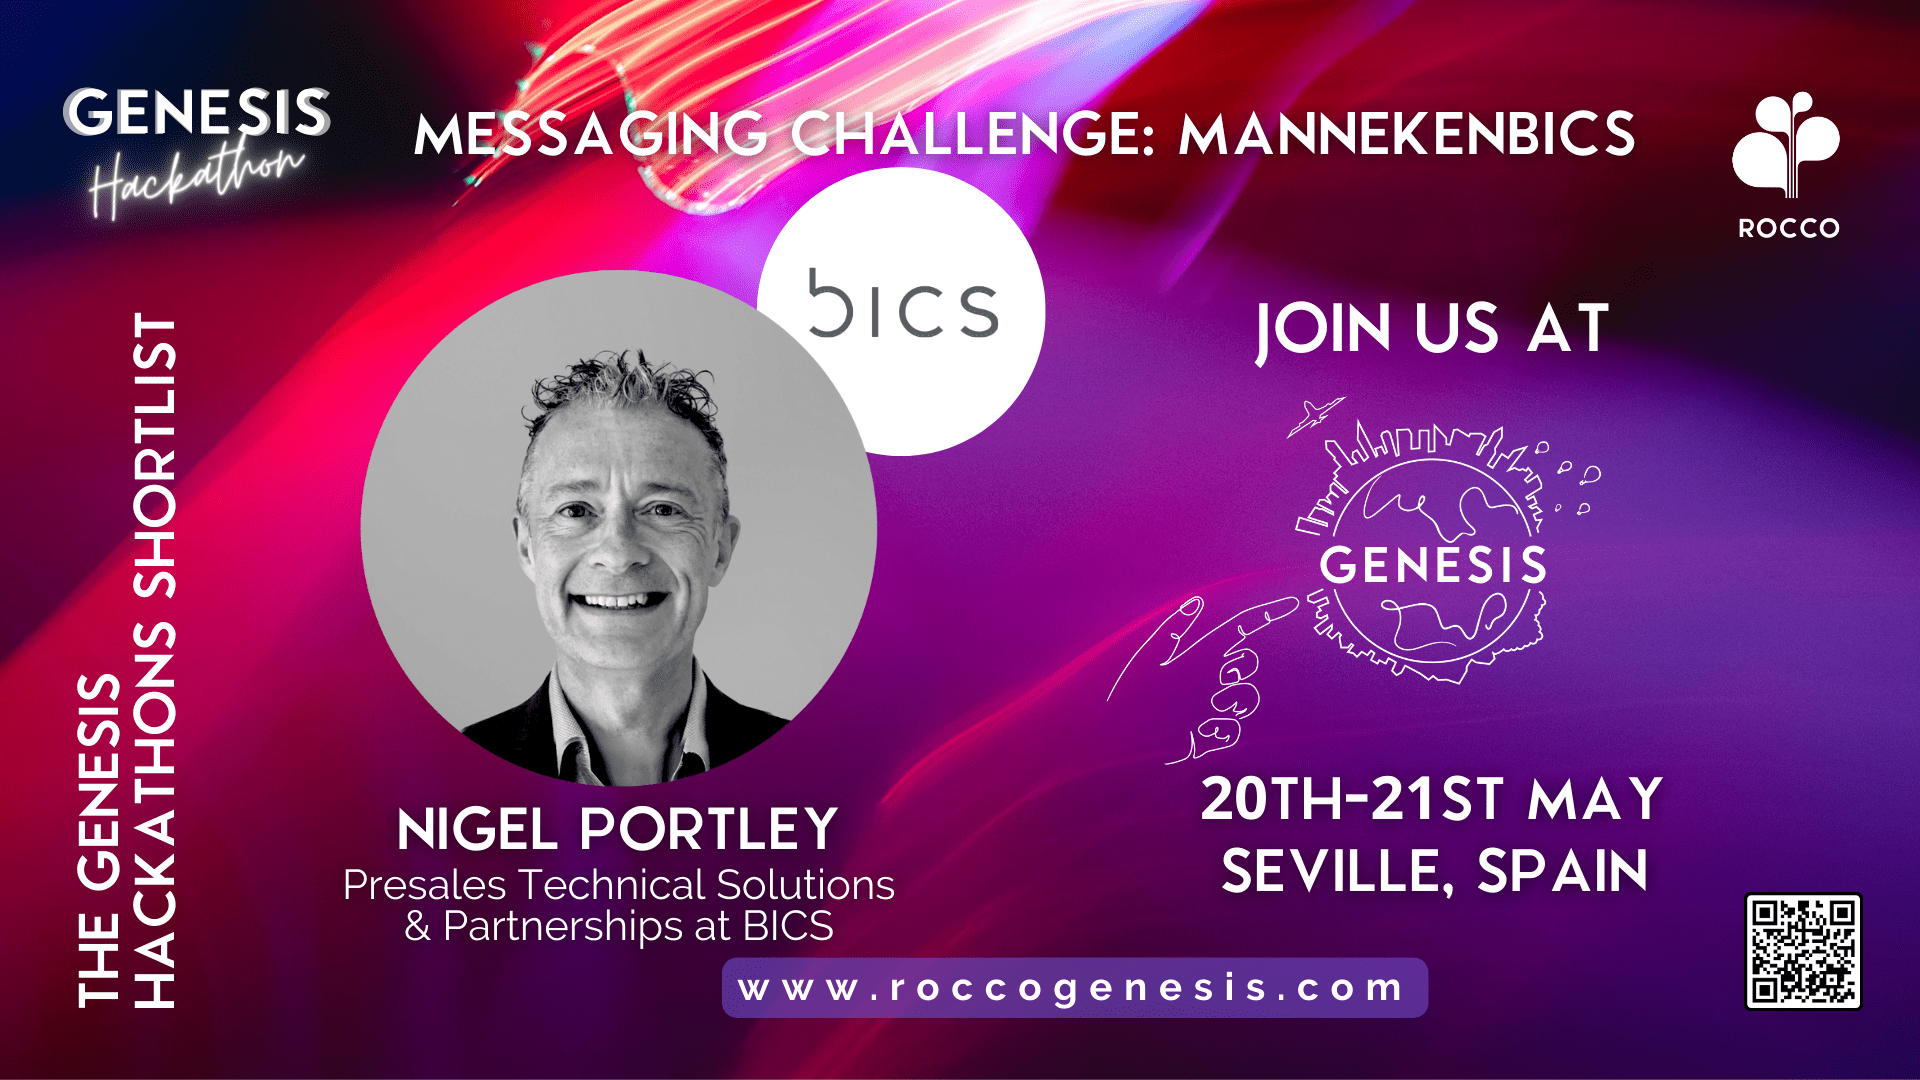 GENESIS
Hackathon
MESSAGING CHALLENGE: MANNEKENBICS
ROCCO
bics
JOIN US AT
GENESIS
THE GENESIS
HACKATHONS SHORTLIST
20TH-21ST MAY
SEVILLE, SPAIN
NIGEL PORTLEY
Presales Technical Solutions
& Partnerships at BICS
www.roccogenesis.com